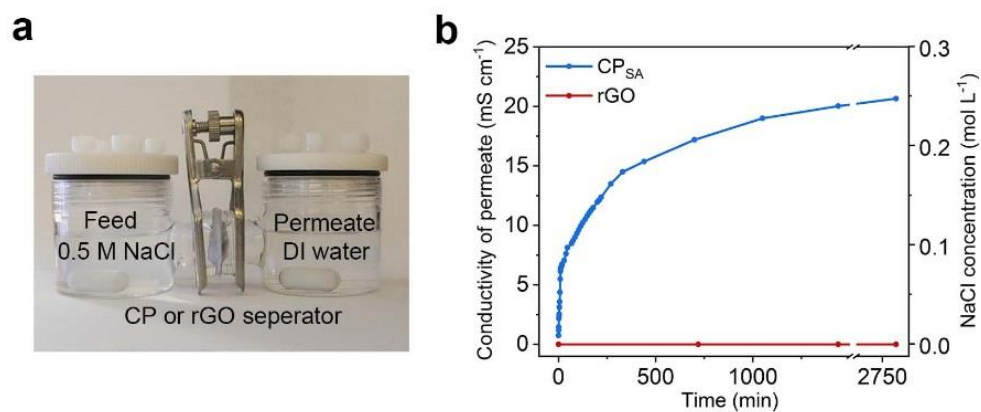 a
Feed
0.5 M NaCl
Permeate
DI water
CP or rGO seperator
b
CPSA
rGO
Conductivity of permeate (mS cm⁻¹)
25
20
15
10
5
0
0
500
1000
2750
Time (min)
0.3
0.2
0.1
0.0
NaCl concentration (mol L⁻¹)